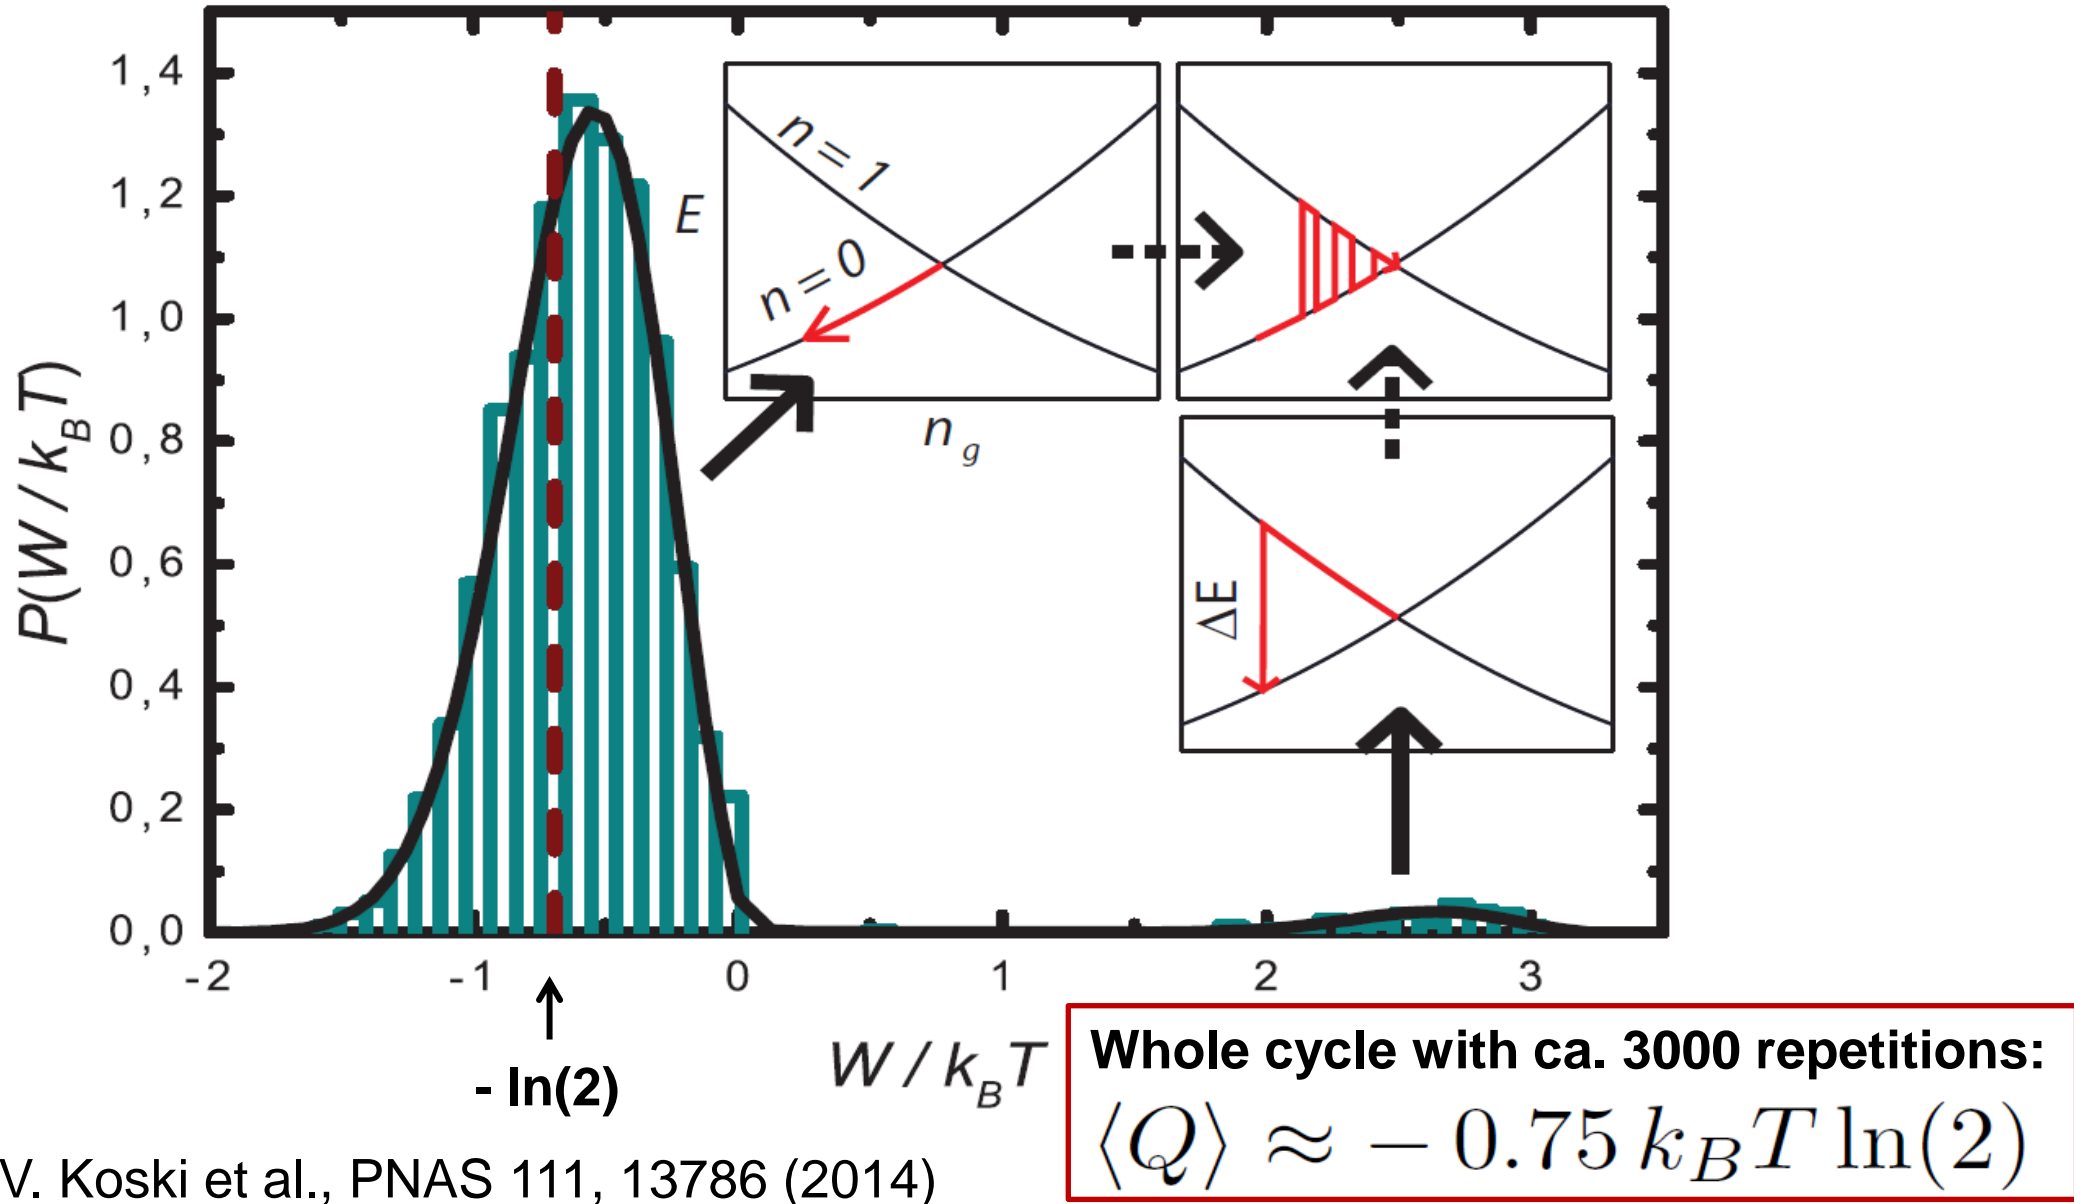 1,4
1,2
1,0
0,8
0,6
0,4
0,2
0,0
P(W / k_B T)
-2
-1
0
1
2
3
W / k_B T
- ln(2)
E
n = 1
n = 0
n_g
ΔE
Whole cycle with ca. 3000 repetitions:
⟨Q⟩ ≈ − 0.75 k_B T ln(2)
V. Koski et al., PNAS 111, 13786 (2014)